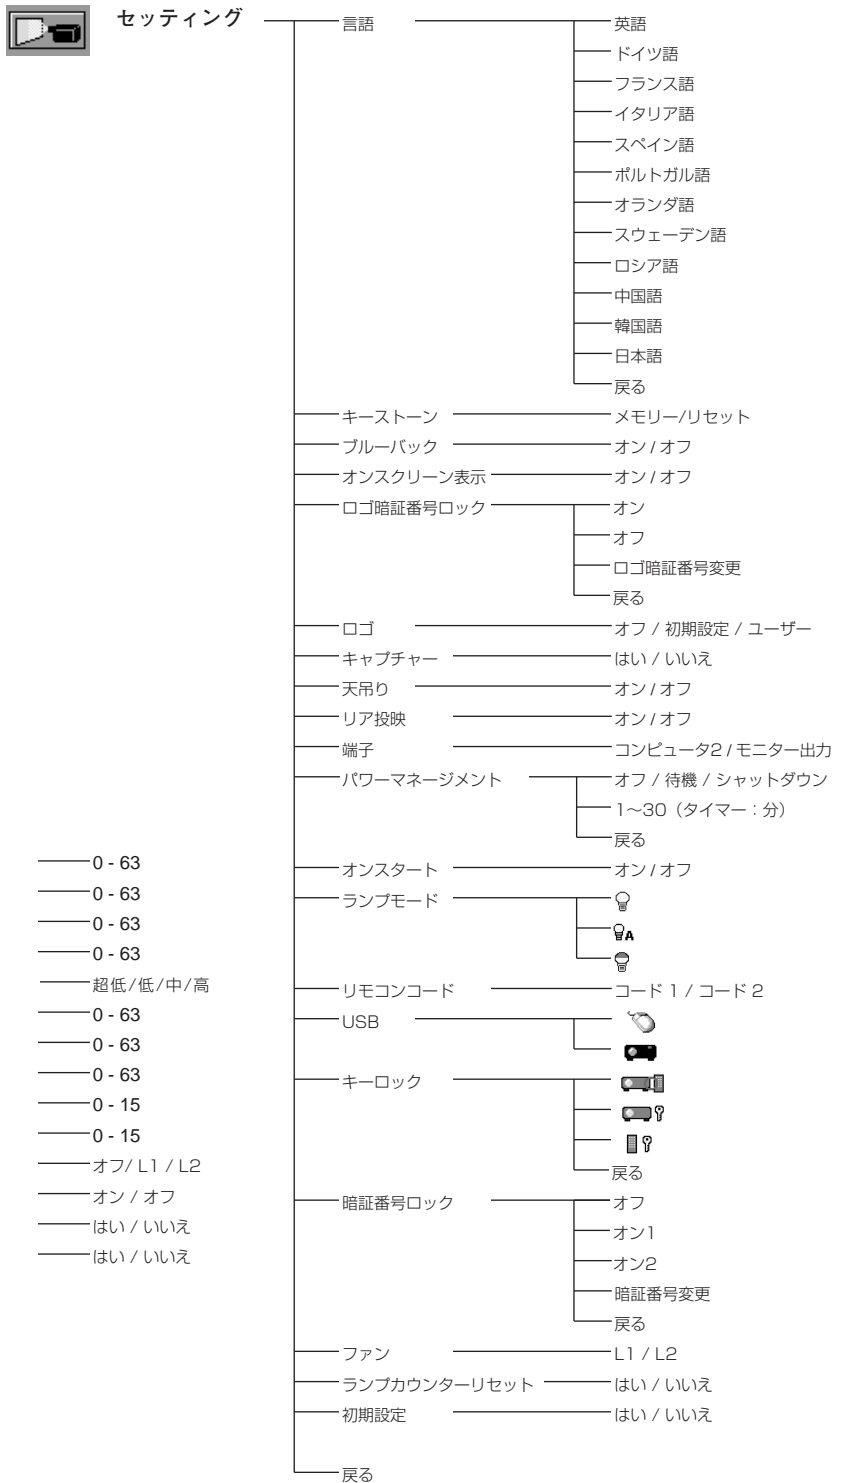 セッティング
言語
英語
ドイツ語
フランス語
イタリア語
スペイン語
ポルトガル語
オランダ語
スウェーデン語
ロシア語
中国語
韓国語
日本語
戻る
キーストーン
メモリー/リセット
ブルーバック
オン / オフ
オンスクリーン表示
オン / オフ
ロゴ暗証番号ロック
オン
オフ
ロゴ暗証番号変更
戻る
ロゴ
オフ / 初期設定 / ユーザー
キャプチャー
はい / いいえ
天吊り
オン / オフ
リア投映
オン / オフ
端子
コンピュータ2 / モニター出力
パワーマネージメント
オフ / 待機 / シャットダウン
1〜30（タイマー：分）
戻る
オンスタート
オン / オフ
ランプモード
A
リモコンコード
コード 1 / コード 2
USB
キーロック
戻る
暗証番号ロック
オフ
オン1
オン2
暗証番号変更
戻る
ファン
L1 / L2
ランプカウンターリセット
はい / いいえ
初期設定
はい / いいえ
戻る
0 - 63
0 - 63
0 - 63
0 - 63
超低/低/中/高
0 - 63
0 - 63
0 - 63
0 - 15
0 - 15
オフ/ L1 / L2
オン / オフ
はい / いいえ
はい / いいえ